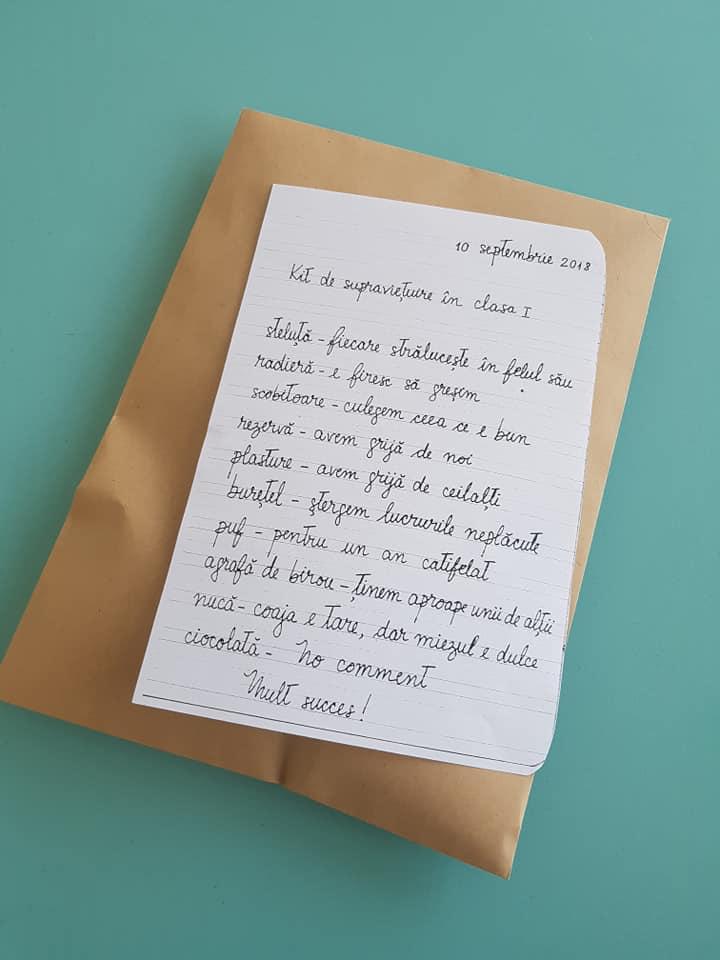 10 septembrie 2018
Kit de supraviețuire în clasa I
steluță - fiecare strălucește în felul său
radieră - e firesc să greșim
scobitoare - culegem ceea ce e bun
rezervă - avem grijă de noi
plasture - avem grijă de ceilalți
burețel - ștergem lucrurile neplăcute
puf - pentru un an catifelat
agrafă de birou - ținem aproape unii de alții
nucă - coaja e tare, dar miezul e dulce
ciocolată - No comment
Mult succes!